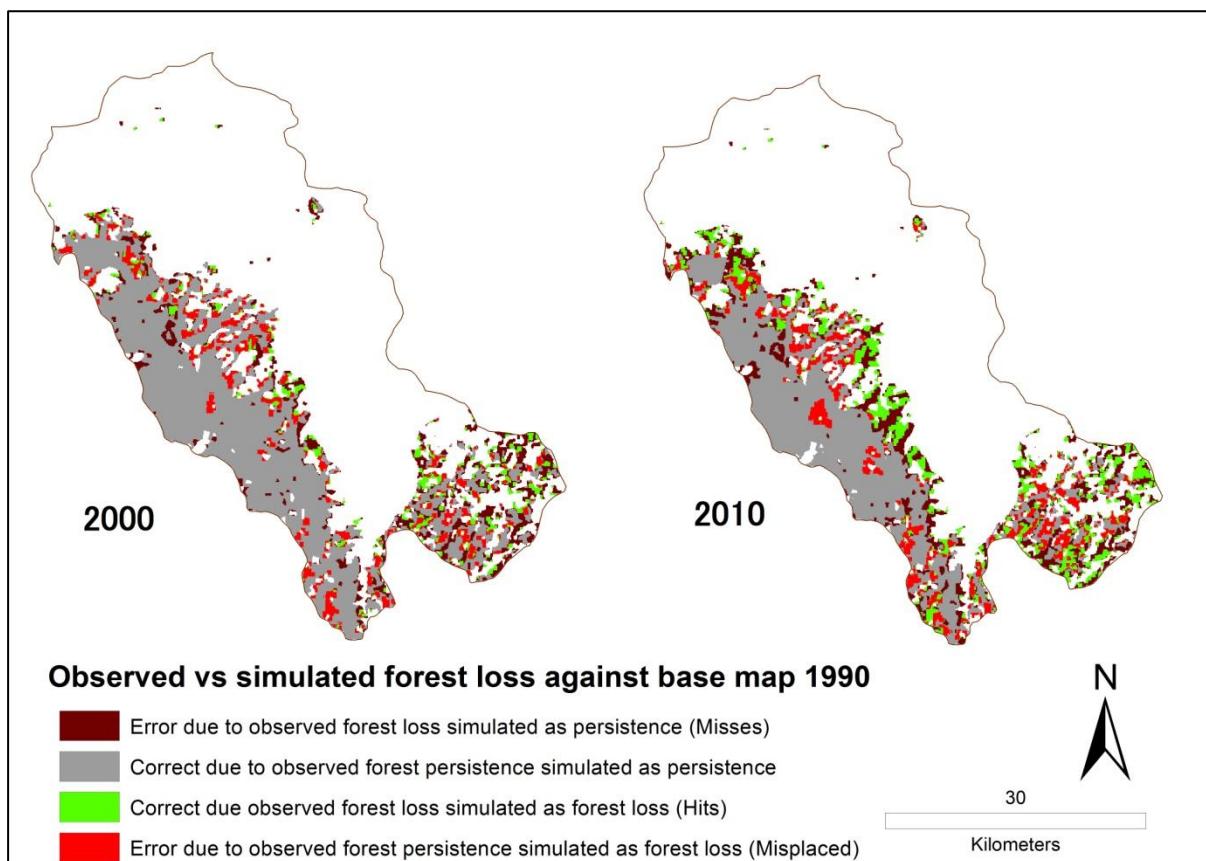 2000
2010
Observed vs simulated forest loss against base map 1990
Error due to observed forest loss simulated as persistence (Misses)
Correct due to observed forest persistence simulated as persistence
Correct due observed forest loss simulated as forest loss (Hits)
Error due to observed forest persistence simulated as forest loss (Misplaced)
N
30
Kilometers